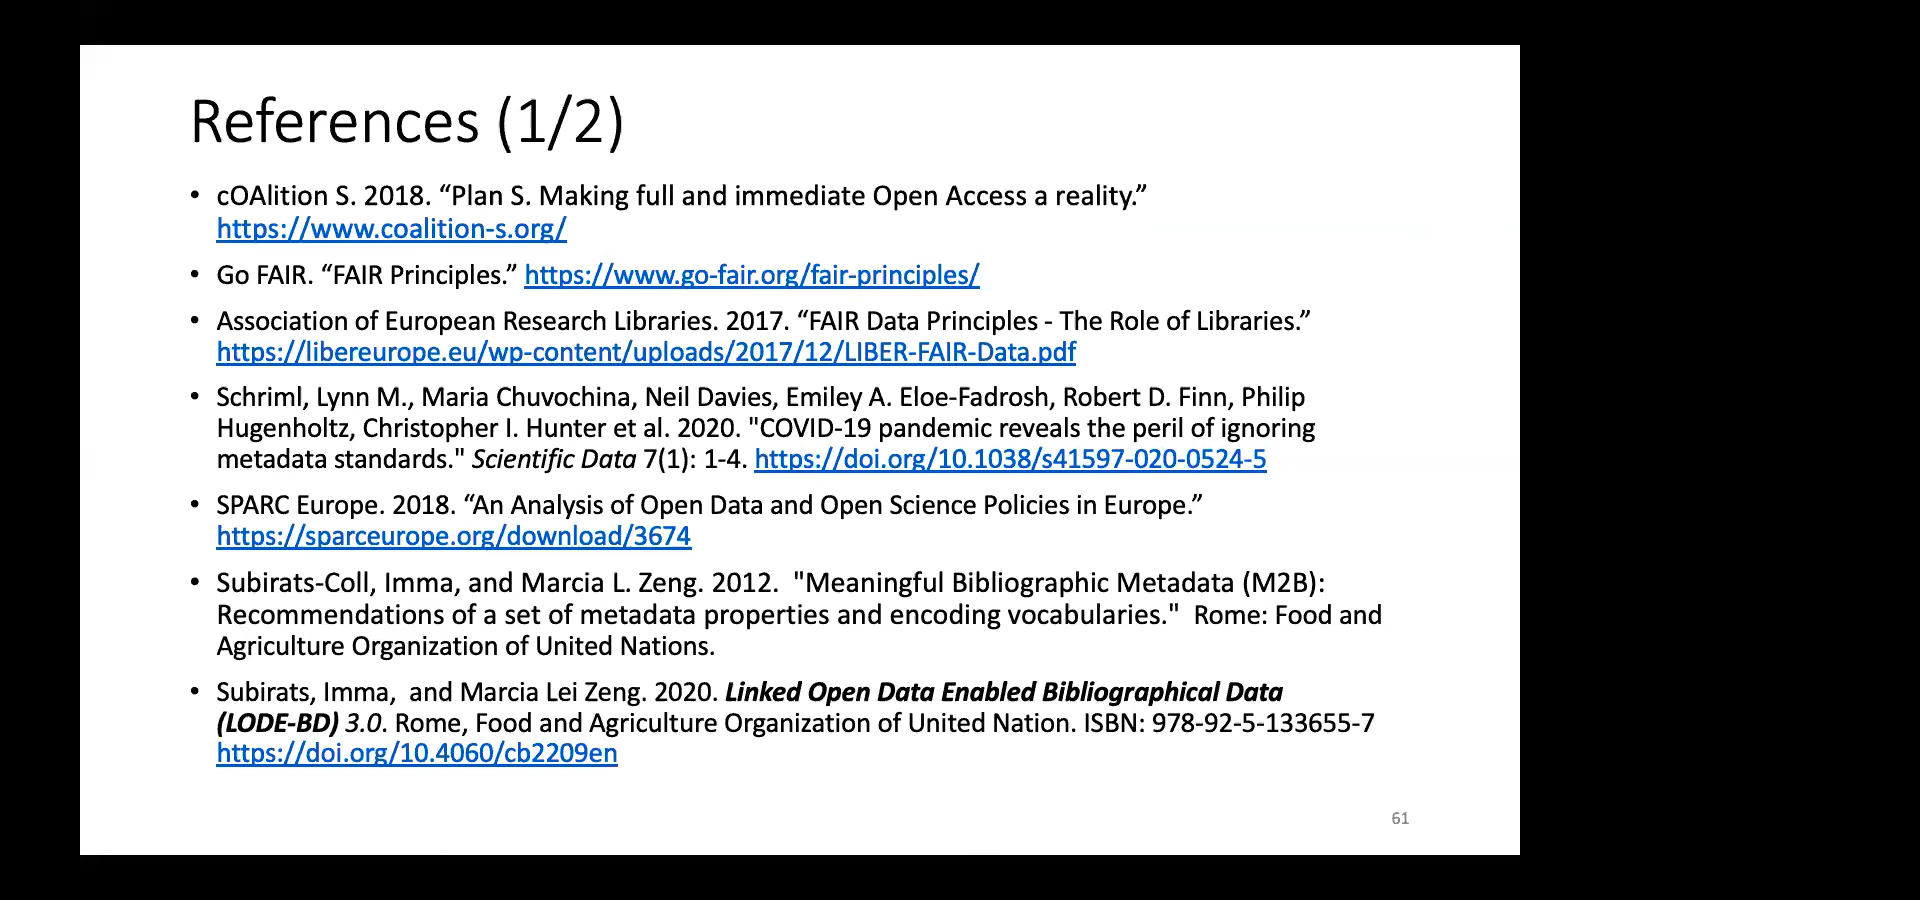 References (1/2)
• cOAlition S. 2018. “Plan S. Making full and immediate Open Access a reality.”
https://www.coalition-s.org/
• Go FAIR. “FAIR Principles.” https://www.go-fair.org/fair-principles/
• Association of European Research Libraries. 2017. “FAIR Data Principles - The Role of Libraries.”
https://libereurope.eu/wp-content/uploads/2017/12/LIBER-FAIR-Data.pdf
• Schriml, Lynn M., Maria Chuvochina, Neil Davies, Emiley A. Eloe-Fadrosh, Robert D. Finn, Philip
Hugenholtz, Christopher I. Hunter et al. 2020. "COVID-19 pandemic reveals the peril of ignoring
metadata standards." Scientific Data 7(1): 1-4. https://doi.org/10.1038/s41597-020-0524-5
• SPARC Europe. 2018. “An Analysis of Open Data and Open Science Policies in Europe.”
https://sparceurope.org/download/3674
• Subirats-Coll, Imma, and Marcia L. Zeng. 2012.  "Meaningful Bibliographic Metadata (M2B):
Recommendations of a set of metadata properties and encoding vocabularies."  Rome: Food and
Agriculture Organization of United Nations.
• Subirats, Imma,  and Marcia Lei Zeng. 2020. Linked Open Data Enabled Bibliographical Data
(LODE-BD) 3.0. Rome, Food and Agriculture Organization of United Nation. ISBN: 978-92-5-133655-7
https://doi.org/10.4060/cb2209en
61